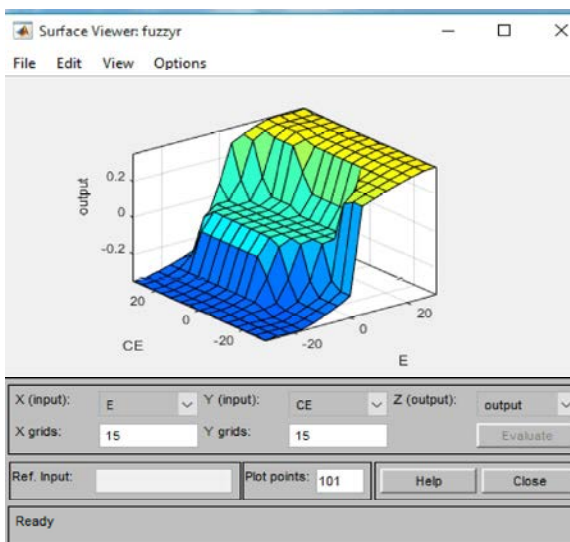 Surface Viewer: fuzzyr
File Edit View Options
output
0.2
0
-0.2
20
0
-20
CE
-20
0
20
E
X (input): E Y (input): CE Z (output): output
X grids: 15 Y grids: 15 Evaluate
Ref. Input: Plot points: 101 Help Close
Ready